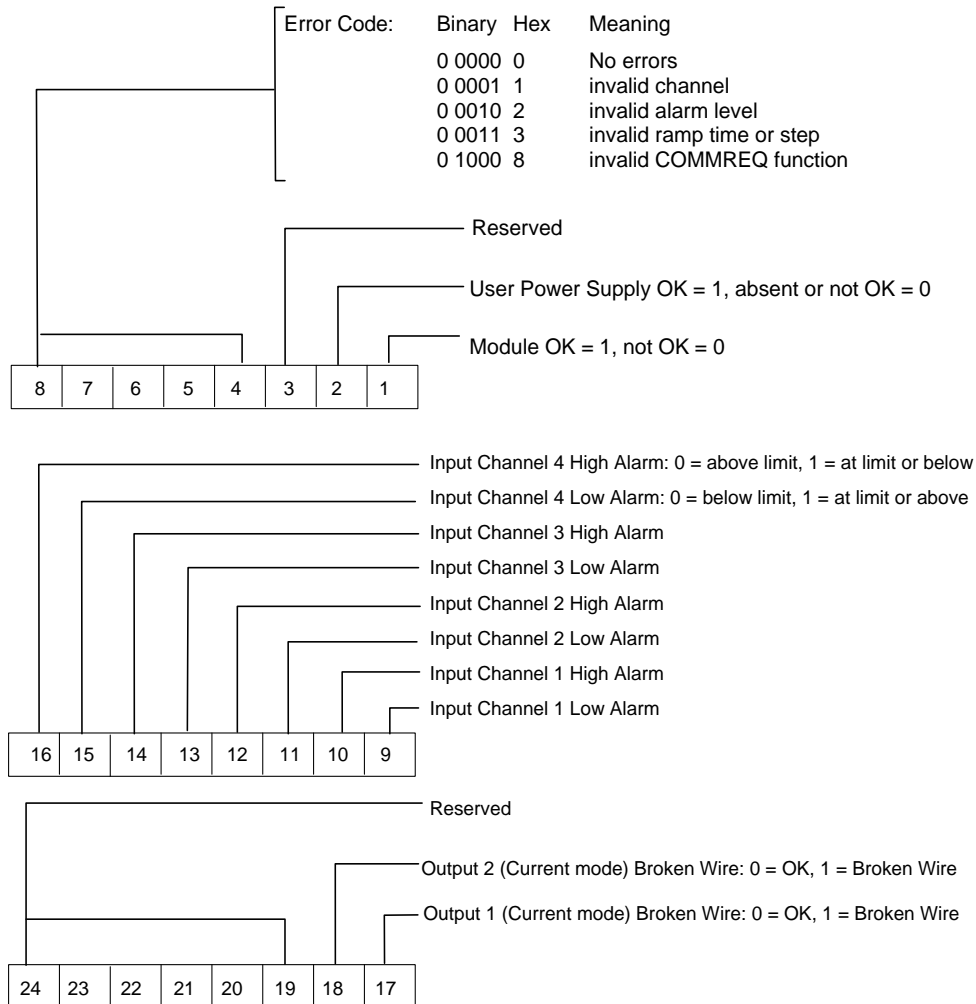 Error Code: Binary Hex Meaning
0 0000 0 No errors
0 0001 1 invalid channel
0 0010 2 invalid alarm level
0 0011 3 invalid ramp time or step
0 1000 8 invalid COMMREQ function
Reserved
User Power Supply OK = 1, absent or not OK = 0
Module OK = 1, not OK = 0
8 7 6 5 4 3 2 1
Input Channel 4 High Alarm: 0 = above limit, 1 = at limit or below
Input Channel 4 Low Alarm: 0 = below limit, 1 = at limit or above
Input Channel 3 High Alarm
Input Channel 3 Low Alarm
Input Channel 2 High Alarm
Input Channel 2 Low Alarm
Input Channel 1 High Alarm
Input Channel 1 Low Alarm
16 15 14 13 12 11 10 9
Reserved
Output 2 (Current mode) Broken Wire: 0 = OK, 1 = Broken Wire
Output 1 (Current mode) Broken Wire: 0 = OK, 1 = Broken Wire
24 23 22 21 20 19 18 17